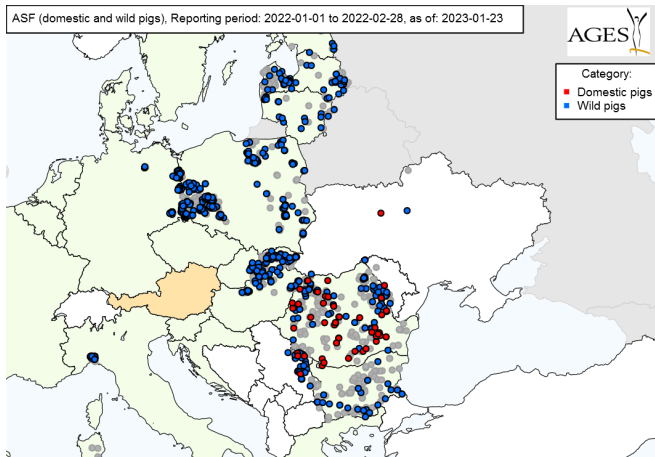 ASF (domestic and wild pigs), Reporting period: 2022-01-01 to 2022-02-28, as of: 2023-01-23
AGES
Category:
Domestic pigs
Wild pigs